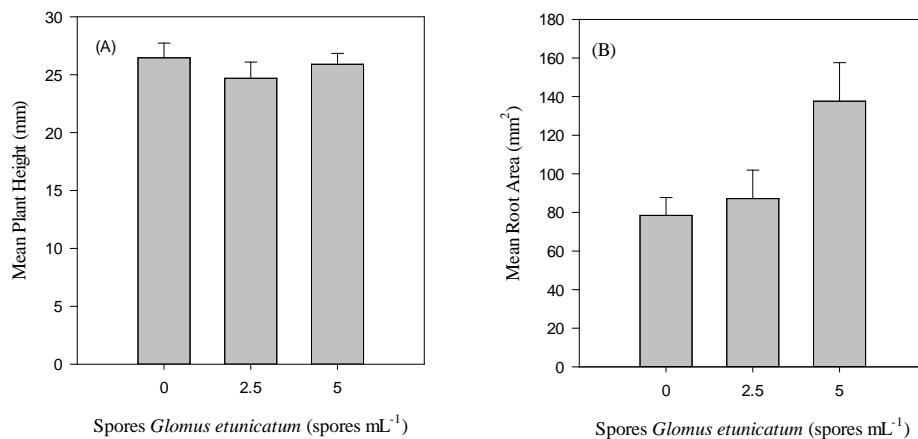 (A)
Mean Plant Height (mm)
30
25
20
15
10
5
0
0 2.5 5
Spores Glomus etunicatum (spores mL⁻¹)
(B)
Mean Root Area (mm²)
180
160
140
120
100
80
60
40
20
0
0 2.5 5
Spores Glomus etunicatum (spores mL⁻¹)